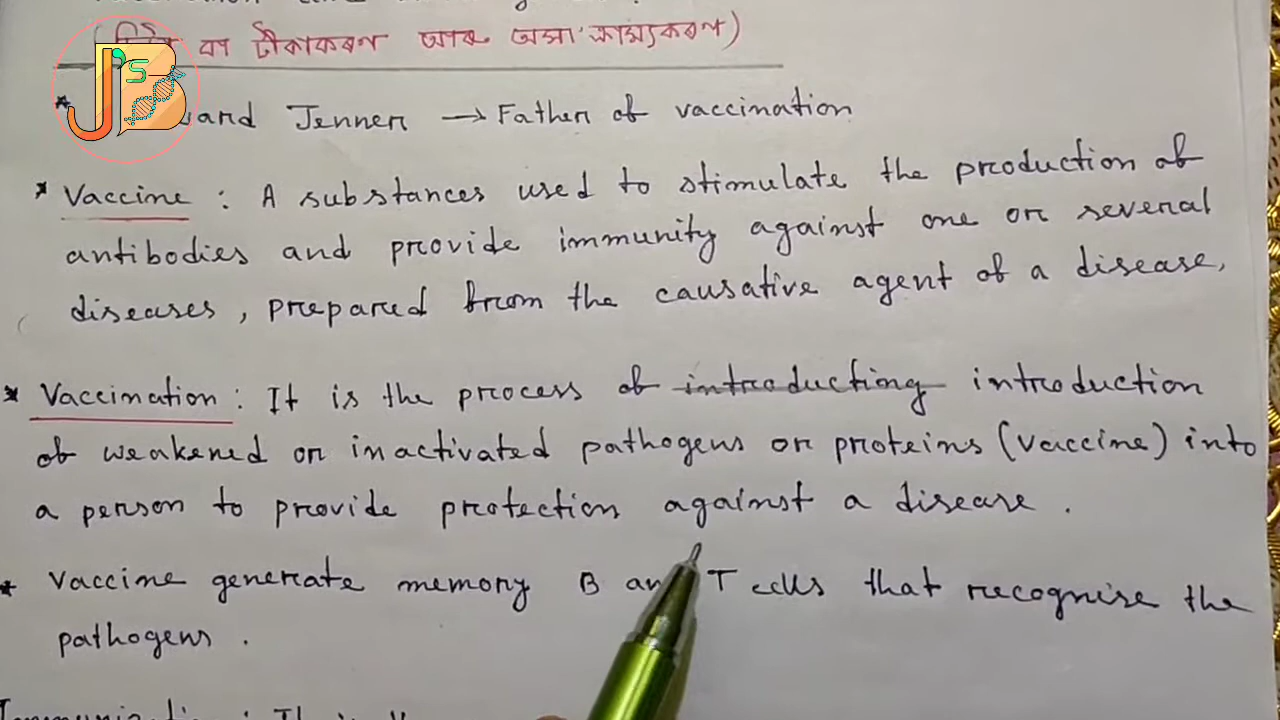 বা টীকাকৰণ আৰু অসংক্ৰাম্যকৰণ)
J's B
Jenner → Father of vaccination
* Vaccine : A substances used to stimulate the production of
antibodies and provide immunity against one or several
diseases, prepared from the causative agent of a disease,
* Vaccination : It is the process of introducting introduction
of weakened or inactivated pathogens or proteins (vaccine) into
a person to provide protection against a disease .
* Vaccine generate memory B an T cells that recognise the
pathogens .